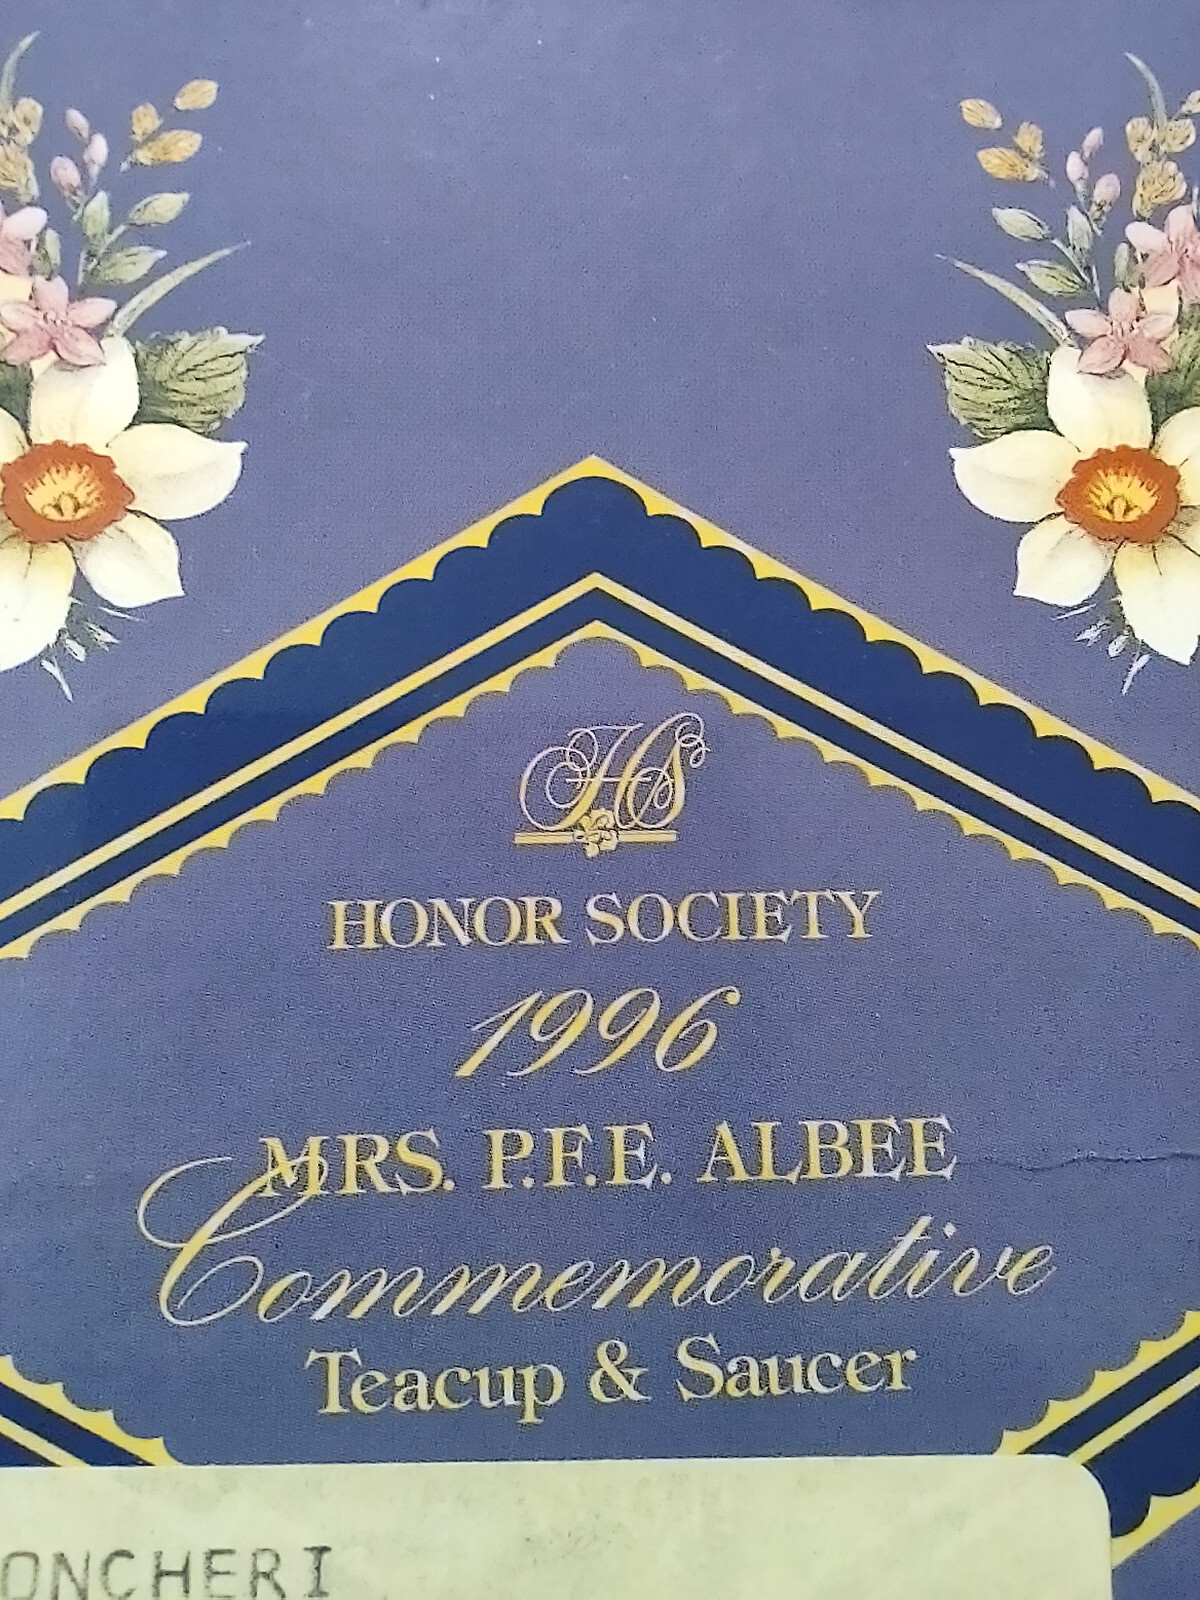 HS
HONOR SOCIETY
1996
MRS. P.F.E. ALBEE
Commemorative
Teacup & Saucer
ONCHERI